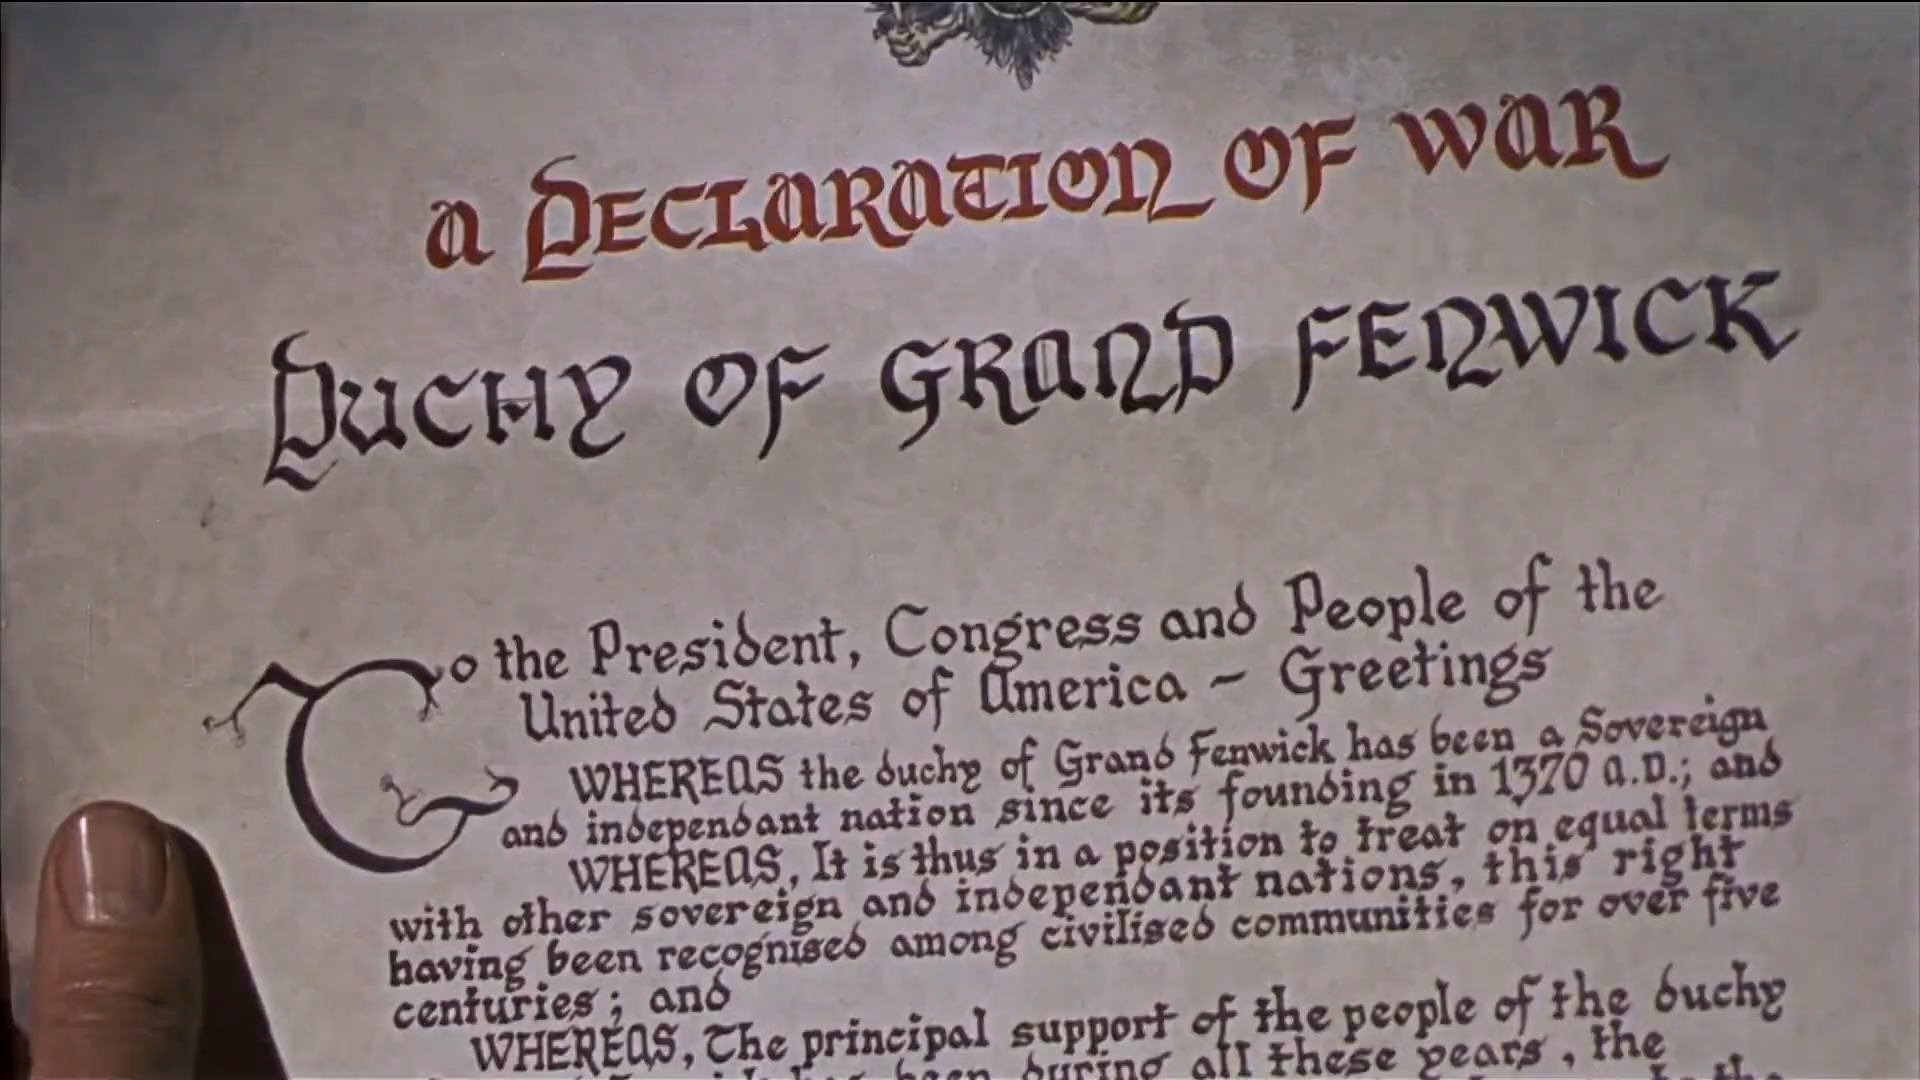 a DECLARATION OF WAR
DUCHY OF GRAND FENWICK
To the President, Congress and People of the
United States of America - Greetings
WHEREAS the duchy of Grand Fenwick has been a Sovereign
and independant nation since its founding in 1370 A.D.; and
WHEREAS, It is thus in a position to treat on equal terms
with other sovereign and independant nations, this right
having been recognised among civilised communities for over five
centuries; and
WHEREAS, The principal support of the people of the duchy
been during all these years, the